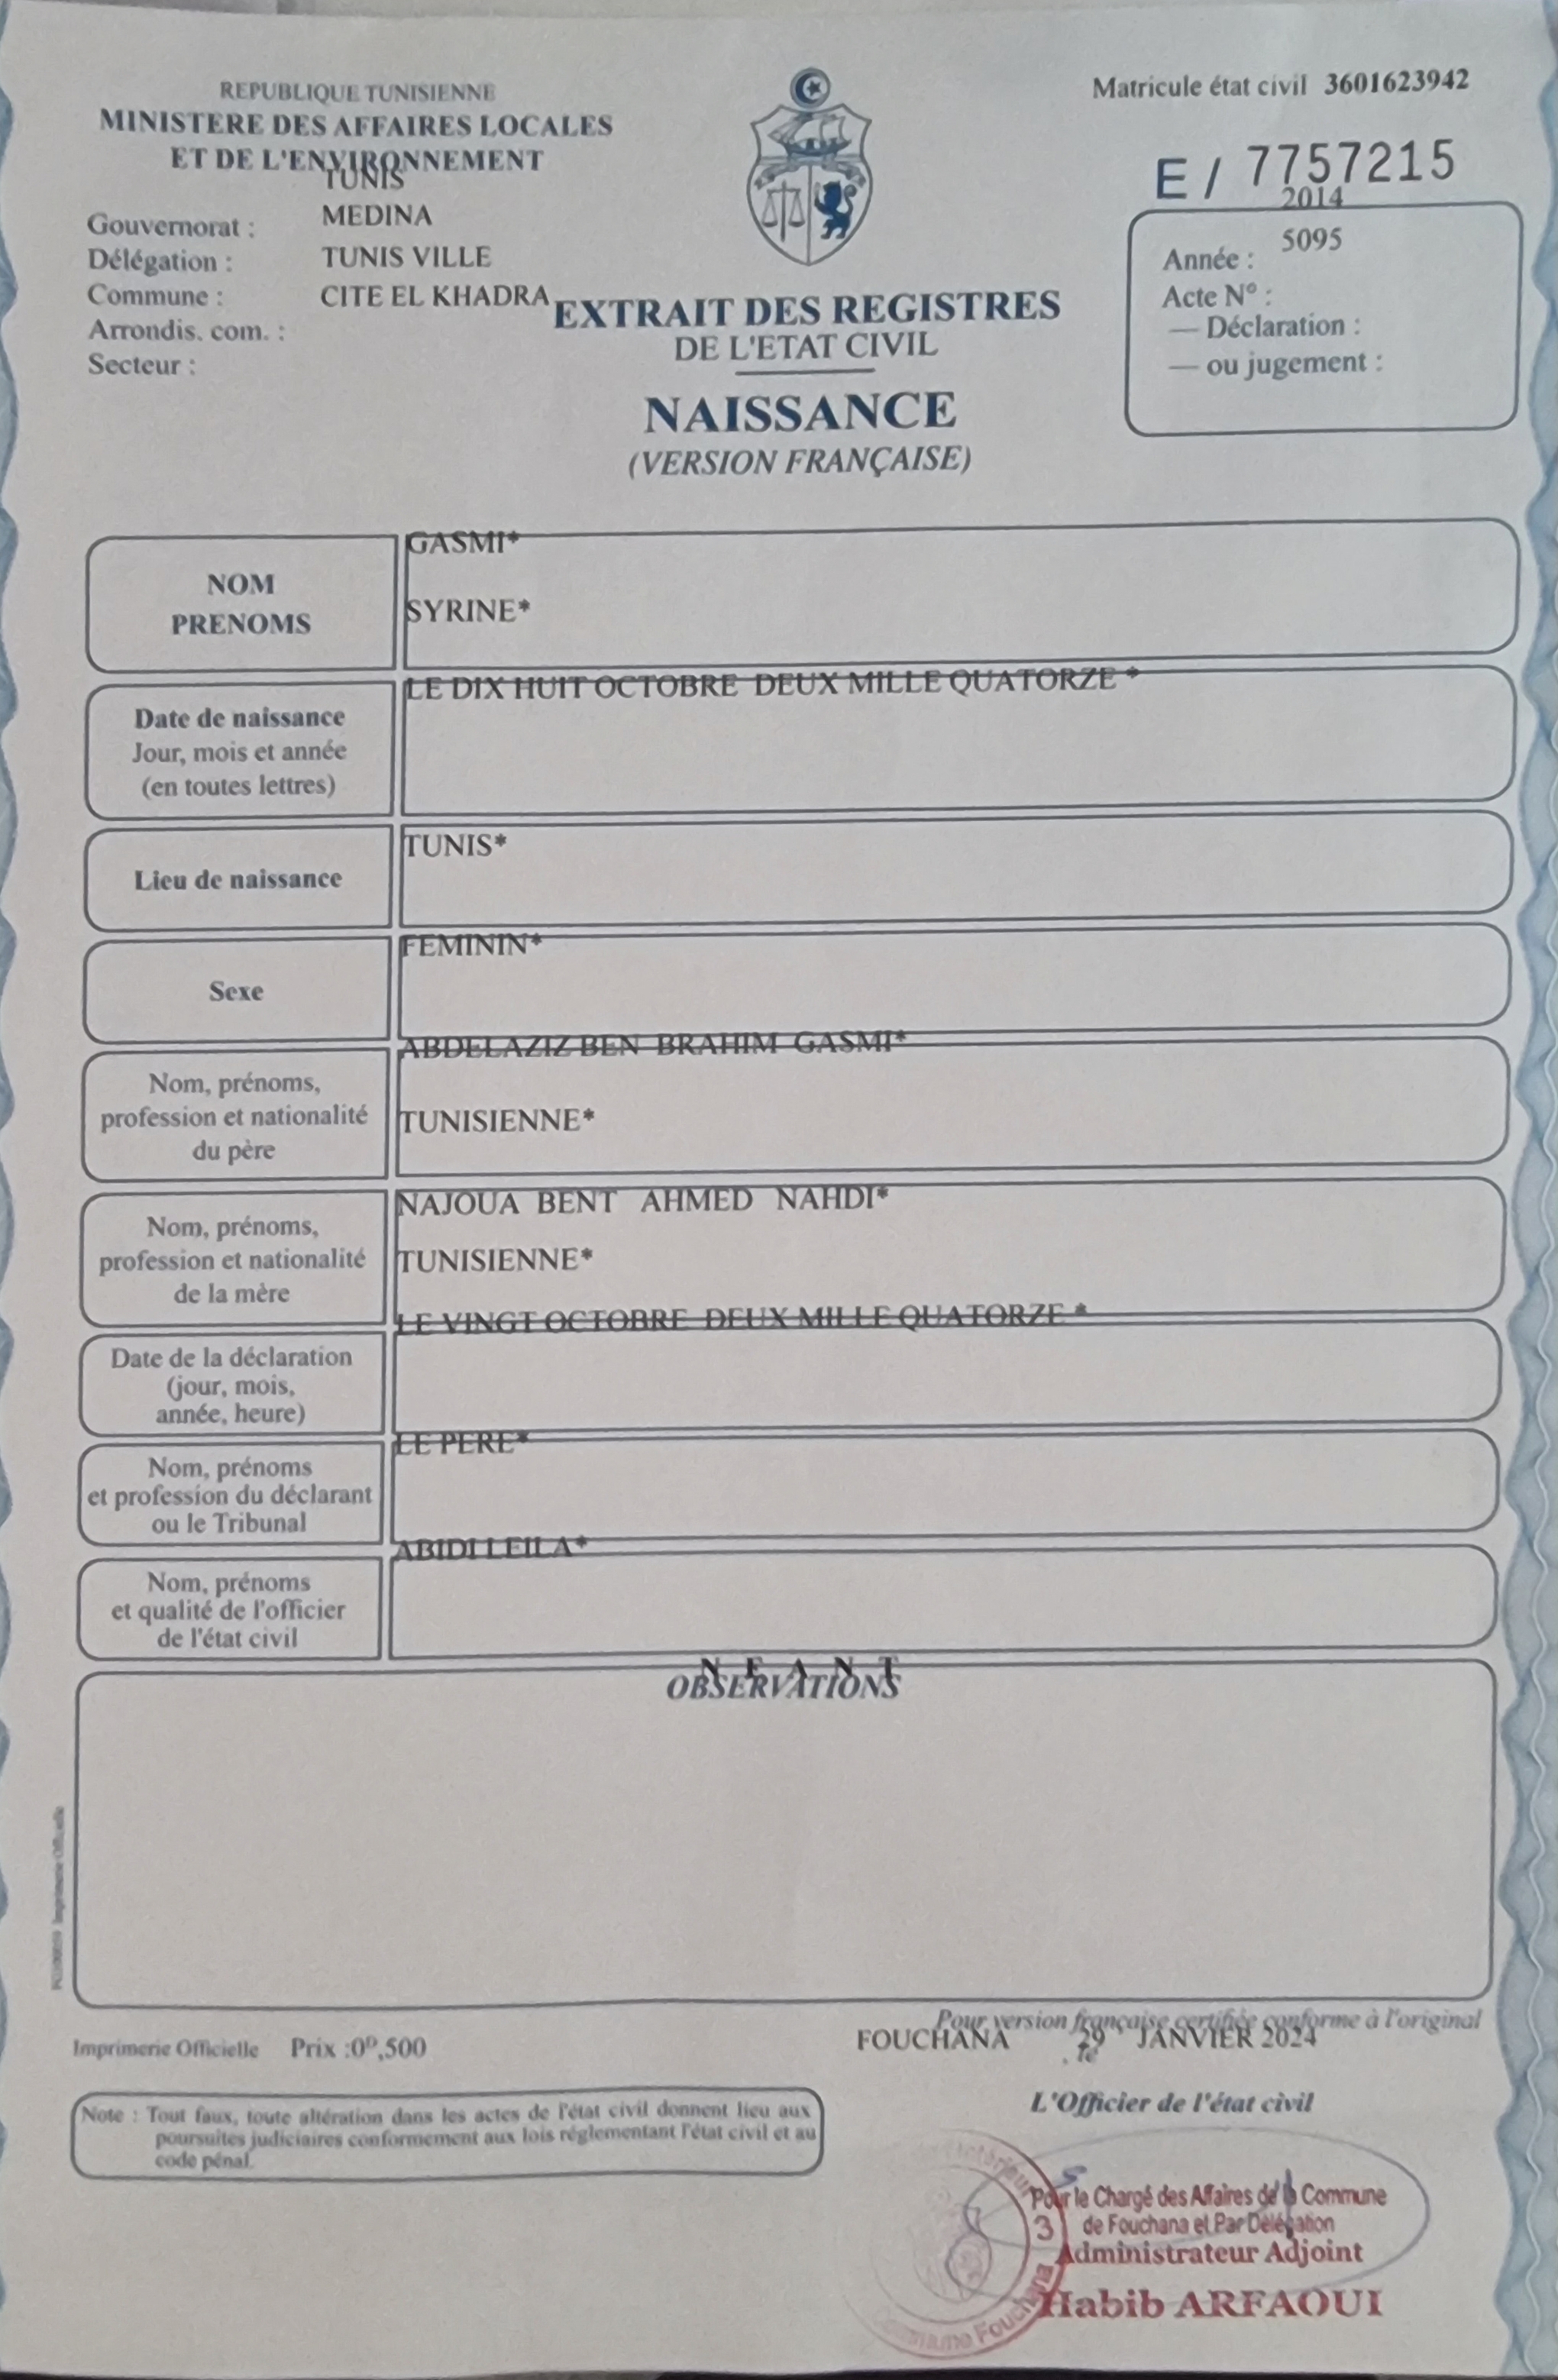 REPUBLIQUE TUNISIENNE
MINISTERE DES AFFAIRES LOCALES
ET DE L'ENVIRONNEMENT
Gouvernorat : TUNIS
Délégation : MEDINA
Commune : TUNIS VILLE
Arrondis. com. : CITE EL KHADRA
Secteur :
Matricule état civil 3601623942
E / 7757215
Année : 2014
Acte N° : 5095
— Déclaration :
— ou jugement :
EXTRAIT DES REGISTRES
DE L'ETAT CIVIL
NAISSANCE
(VERSION FRANÇAISE)
NOM
PRENOMS
GASMI*
SYRINE*
Date de naissance
Jour, mois et année
(en toutes lettres)
LE DIX HUIT OCTOBRE DEUX MILLE QUATORZE *
Lieu de naissance
TUNIS*
Sexe
FEMININ*
Nom, prénoms,
profession et nationalité
du père
ABDELAZIZ BEN BRAHIM GASMI*
TUNISIENNE*
Nom, prénoms,
profession et nationalité
de la mère
NAJOUA BENT AHMED NAHDI*
TUNISIENNE*
Date de la déclaration
(jour, mois,
année, heure)
LE VINGT OCTOBRE DEUX MILLE QUATORZE *
Nom, prénoms
et profession du déclarant
ou le Tribunal
LE PERE*
Nom, prénoms
et qualité de l'officier
de l'état civil
ABIDI LEILA*
N E A N T
OBSERVATIONS
Imprimerie Officielle
Pour version française certifiée conforme à l'original
FOUCHANA , le 29 JANVIER 2024
Imprimerie Officielle Prix :0ᴰ,500
L'Officier de l'état civil
Note : Tout faux, toute altération dans les actes de l'état civil donnent lieu aux
poursuites judiciaires conformement aux lois réglementant l'état civil et au
code pénal.
Pour le Chargé des Affaires de la Commune
de Fouchana et Par Délégation
Administrateur Adjoint
Habib ARFAOUI
3
Commune Fouchana